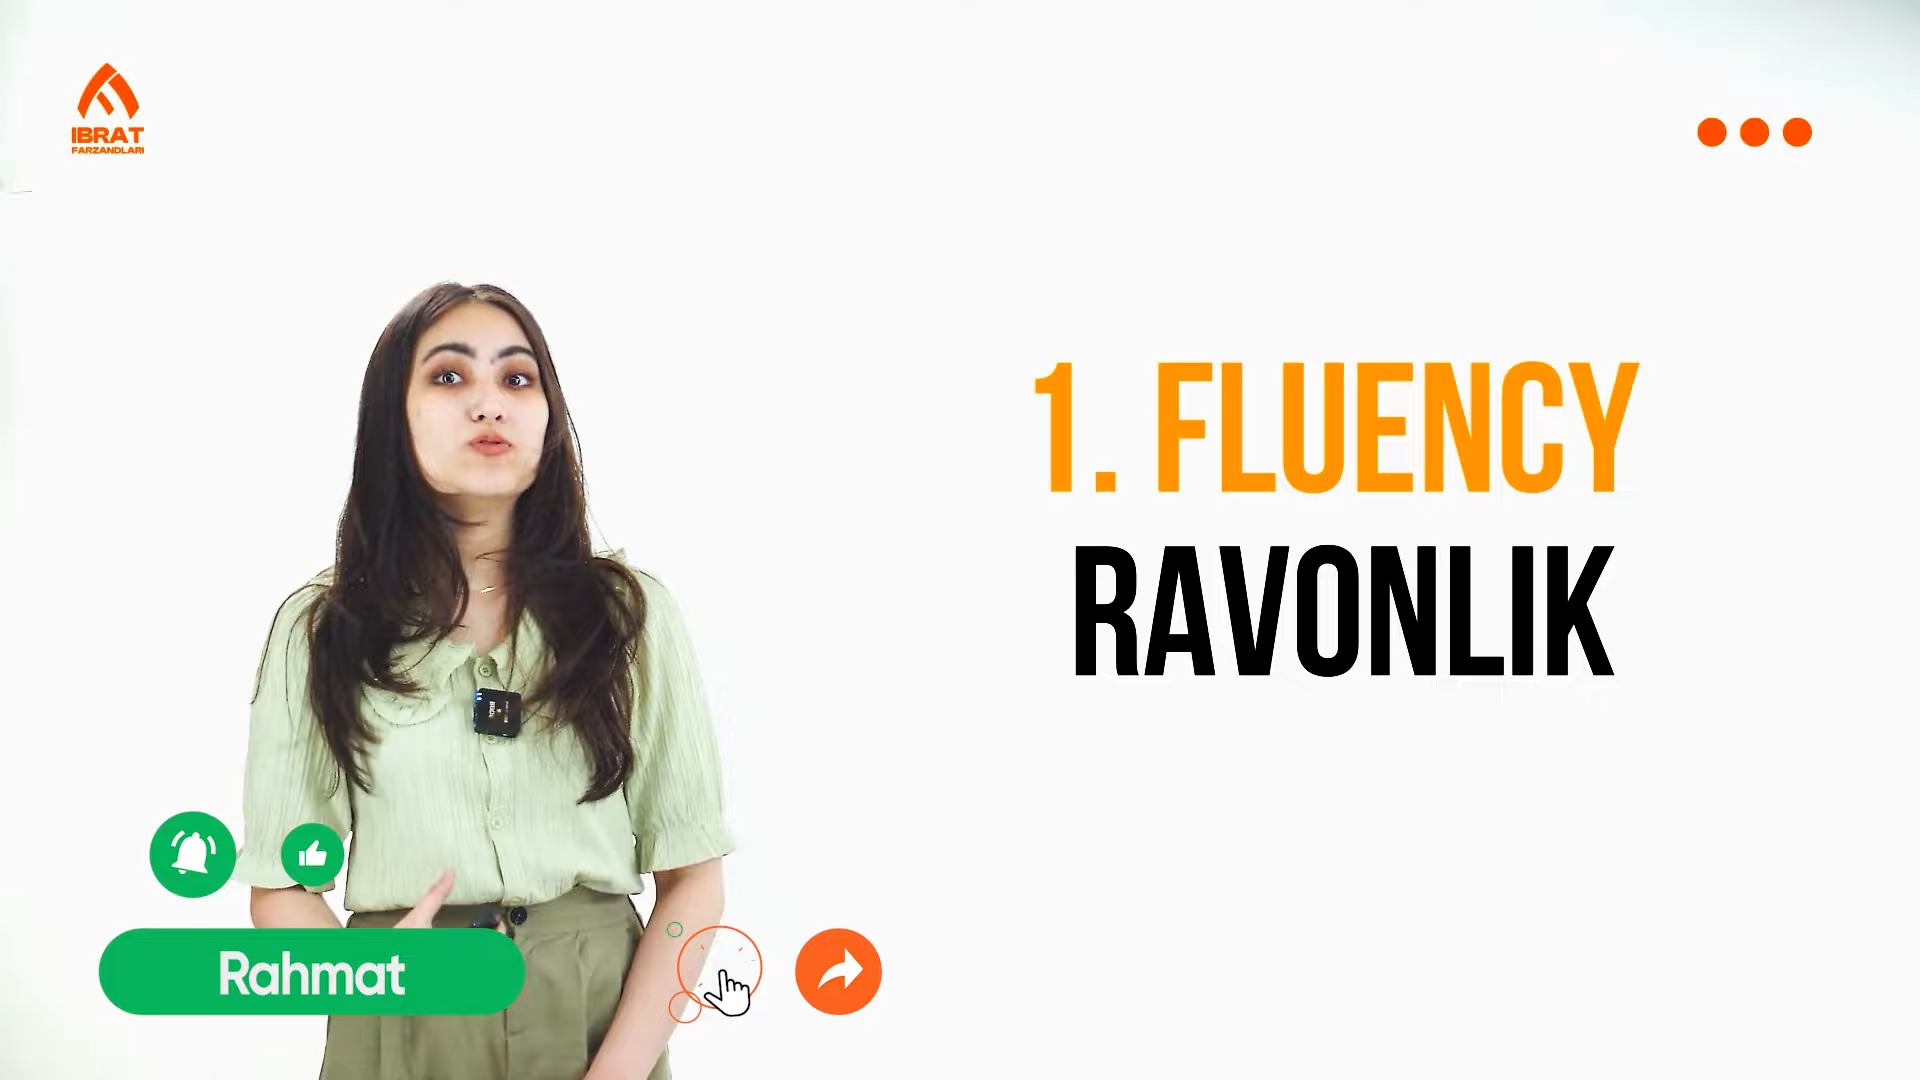 IBRAT
FARZANDLARI
1. FLUENCY
RAVONLIK
Rahmat